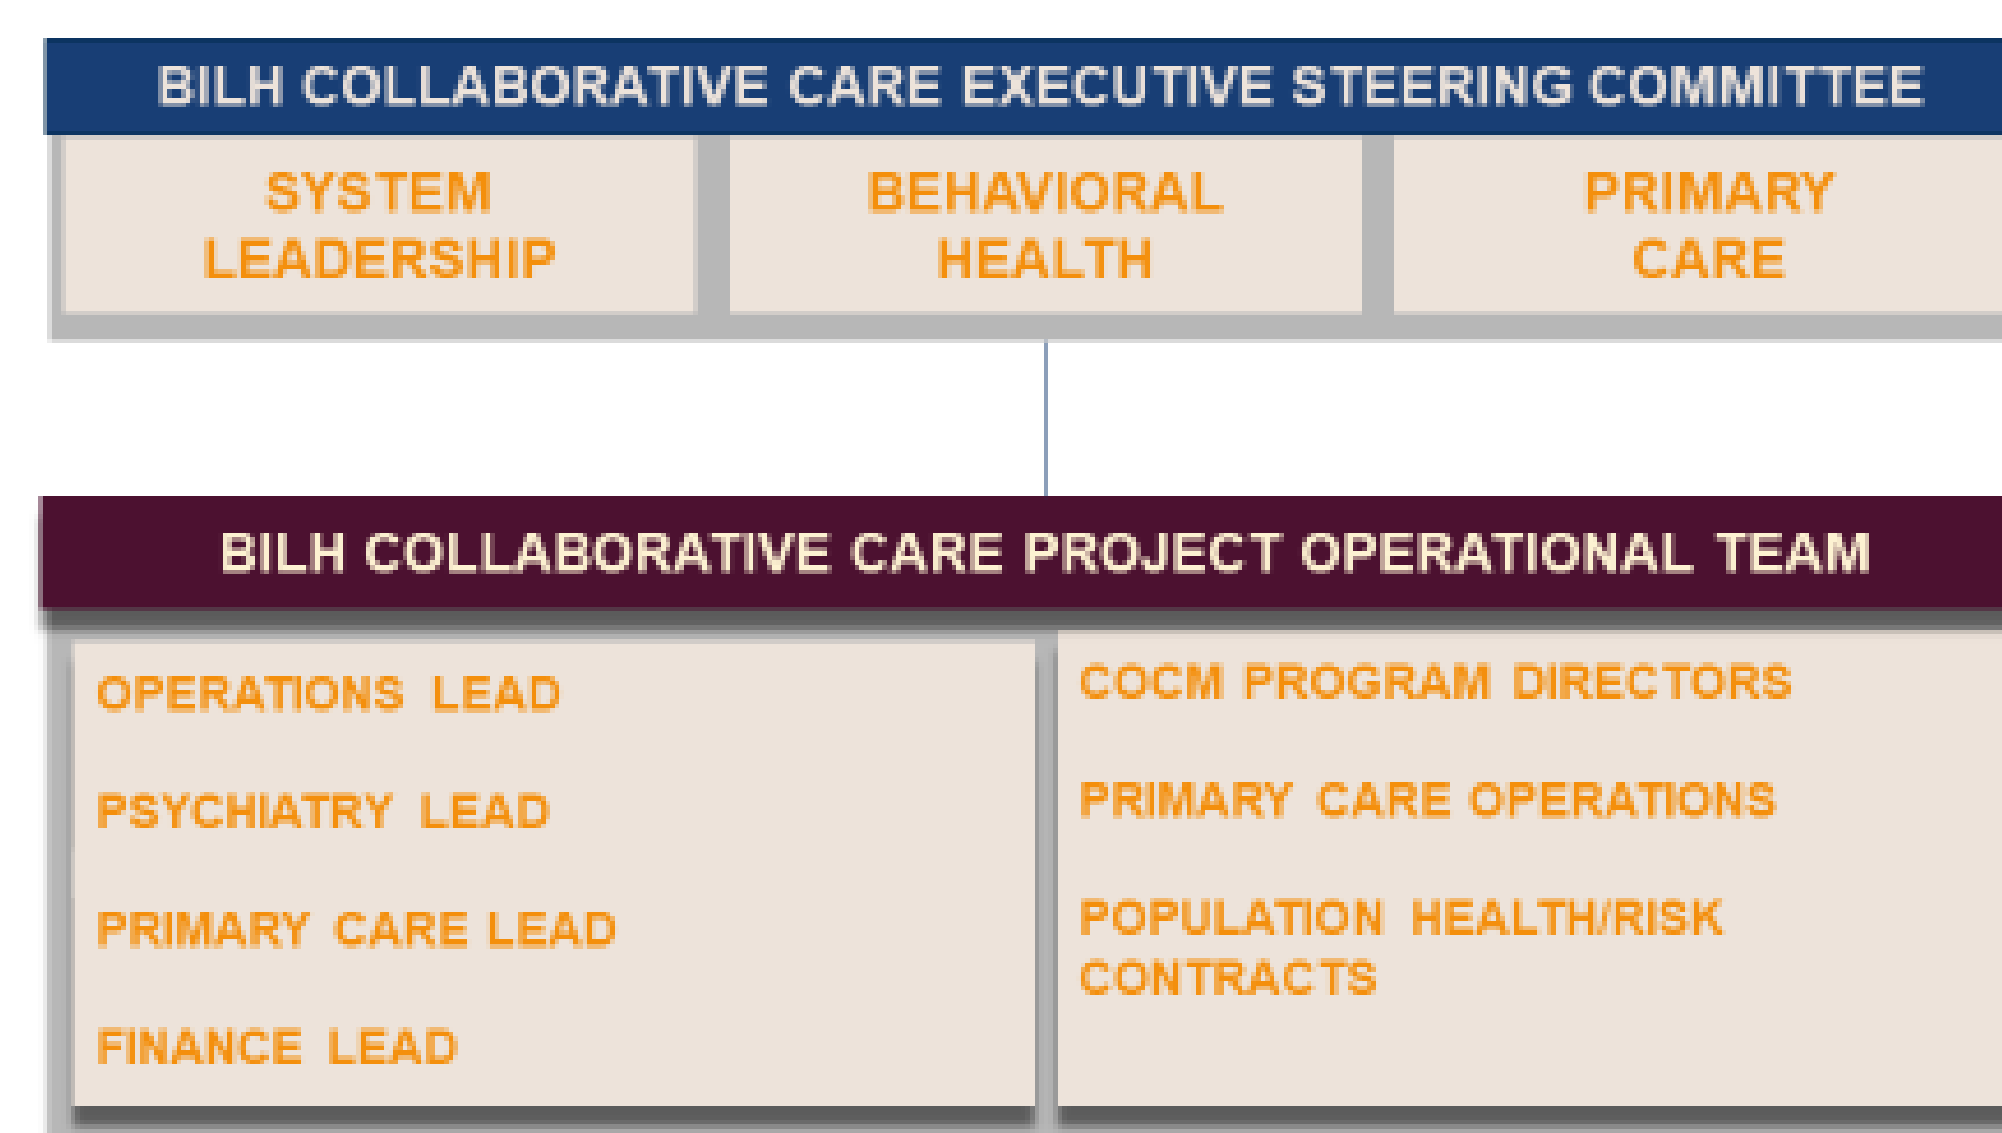 BILH COLLABORATIVE CARE EXECUTIVE STEERING COMMITTEE
SYSTEM
LEADERSHIP
BEHAVIORAL
HEALTH
PRIMARY
CARE
BILH COLLABORATIVE CARE PROJECT OPERATIONAL TEAM
OPERATIONS LEAD
PSYCHIATRY LEAD
PRIMARY CARE LEAD
FINANCE LEAD
COCM PROGRAM DIRECTORS
PRIMARY CARE OPERATIONS
POPULATION HEALTH/RISK
CONTRACTS